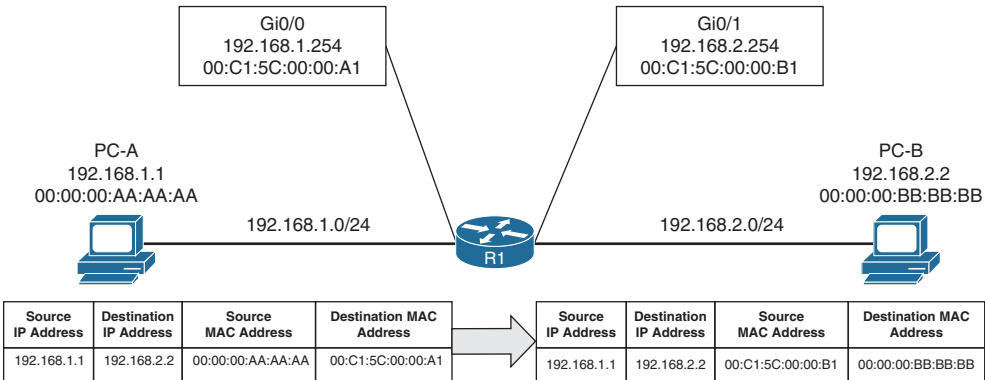 Gi0/0
192.168.1.254
00:C1:5C:00:00:A1
Gi0/1
192.168.2.254
00:C1:5C:00:00:B1
PC-A
192.168.1.1
00:00:00:AA:AA:AA
PC-B
192.168.2.2
00:00:00:BB:BB:BB
192.168.1.0/24
192.168.2.0/24
R1
Source IP Address
Destination IP Address
Source MAC Address
Destination MAC Address
192.168.1.1
192.168.2.2
00:00:00:AA:AA:AA
00:C1:5C:00:00:A1
Source IP Address
Destination IP Address
Source MAC Address
Destination MAC Address
192.168.1.1
192.168.2.2
00:C1:5C:00:00:B1
00:00:00:BB:BB:BB